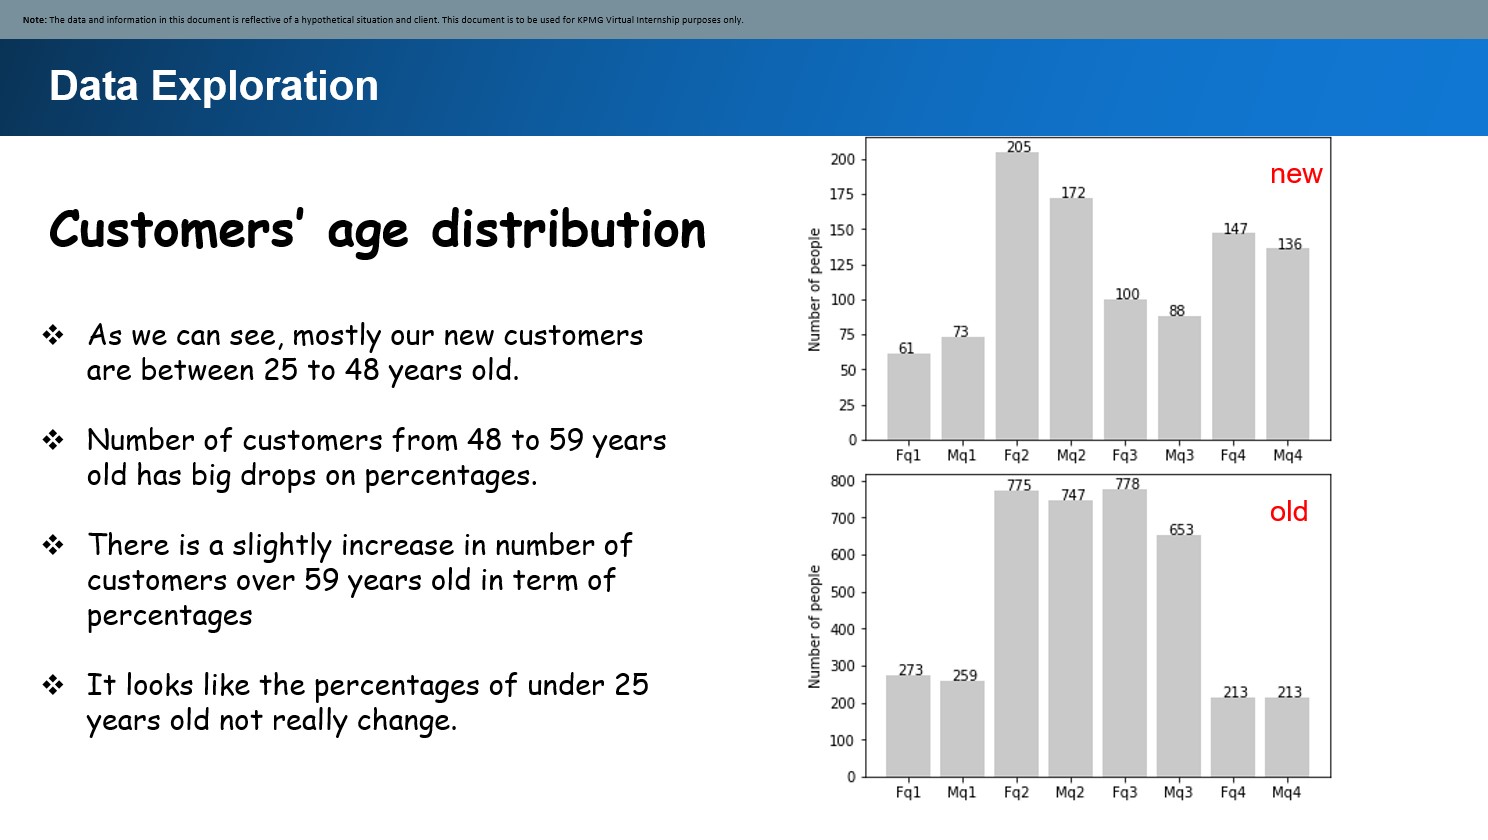 Note: The data and information in this document is reflective of a hypothetical situation and client. This document is to be used for KPMG Virtual Internship purposes only.
Data Exploration
Customers' age distribution
❖ As we can see, mostly our new customers
are between 25 to 48 years old.
❖ Number of customers from 48 to 59 years
old has big drops on percentages.
❖ There is a slightly increase in number of
customers over 59 years old in term of
percentages
❖ It looks like the percentages of under 25
years old not really change.
new
Number of people
200
175
150
125
100
75
50
25
0
61 73 205 172 100 88 147 136
Fq1 Mq1 Fq2 Mq2 Fq3 Mq3 Fq4 Mq4
old
Number of people
800
700
600
500
400
300
200
100
0
273 259 775 747 778 653 213 213
Fq1 Mq1 Fq2 Mq2 Fq3 Mq3 Fq4 Mq4